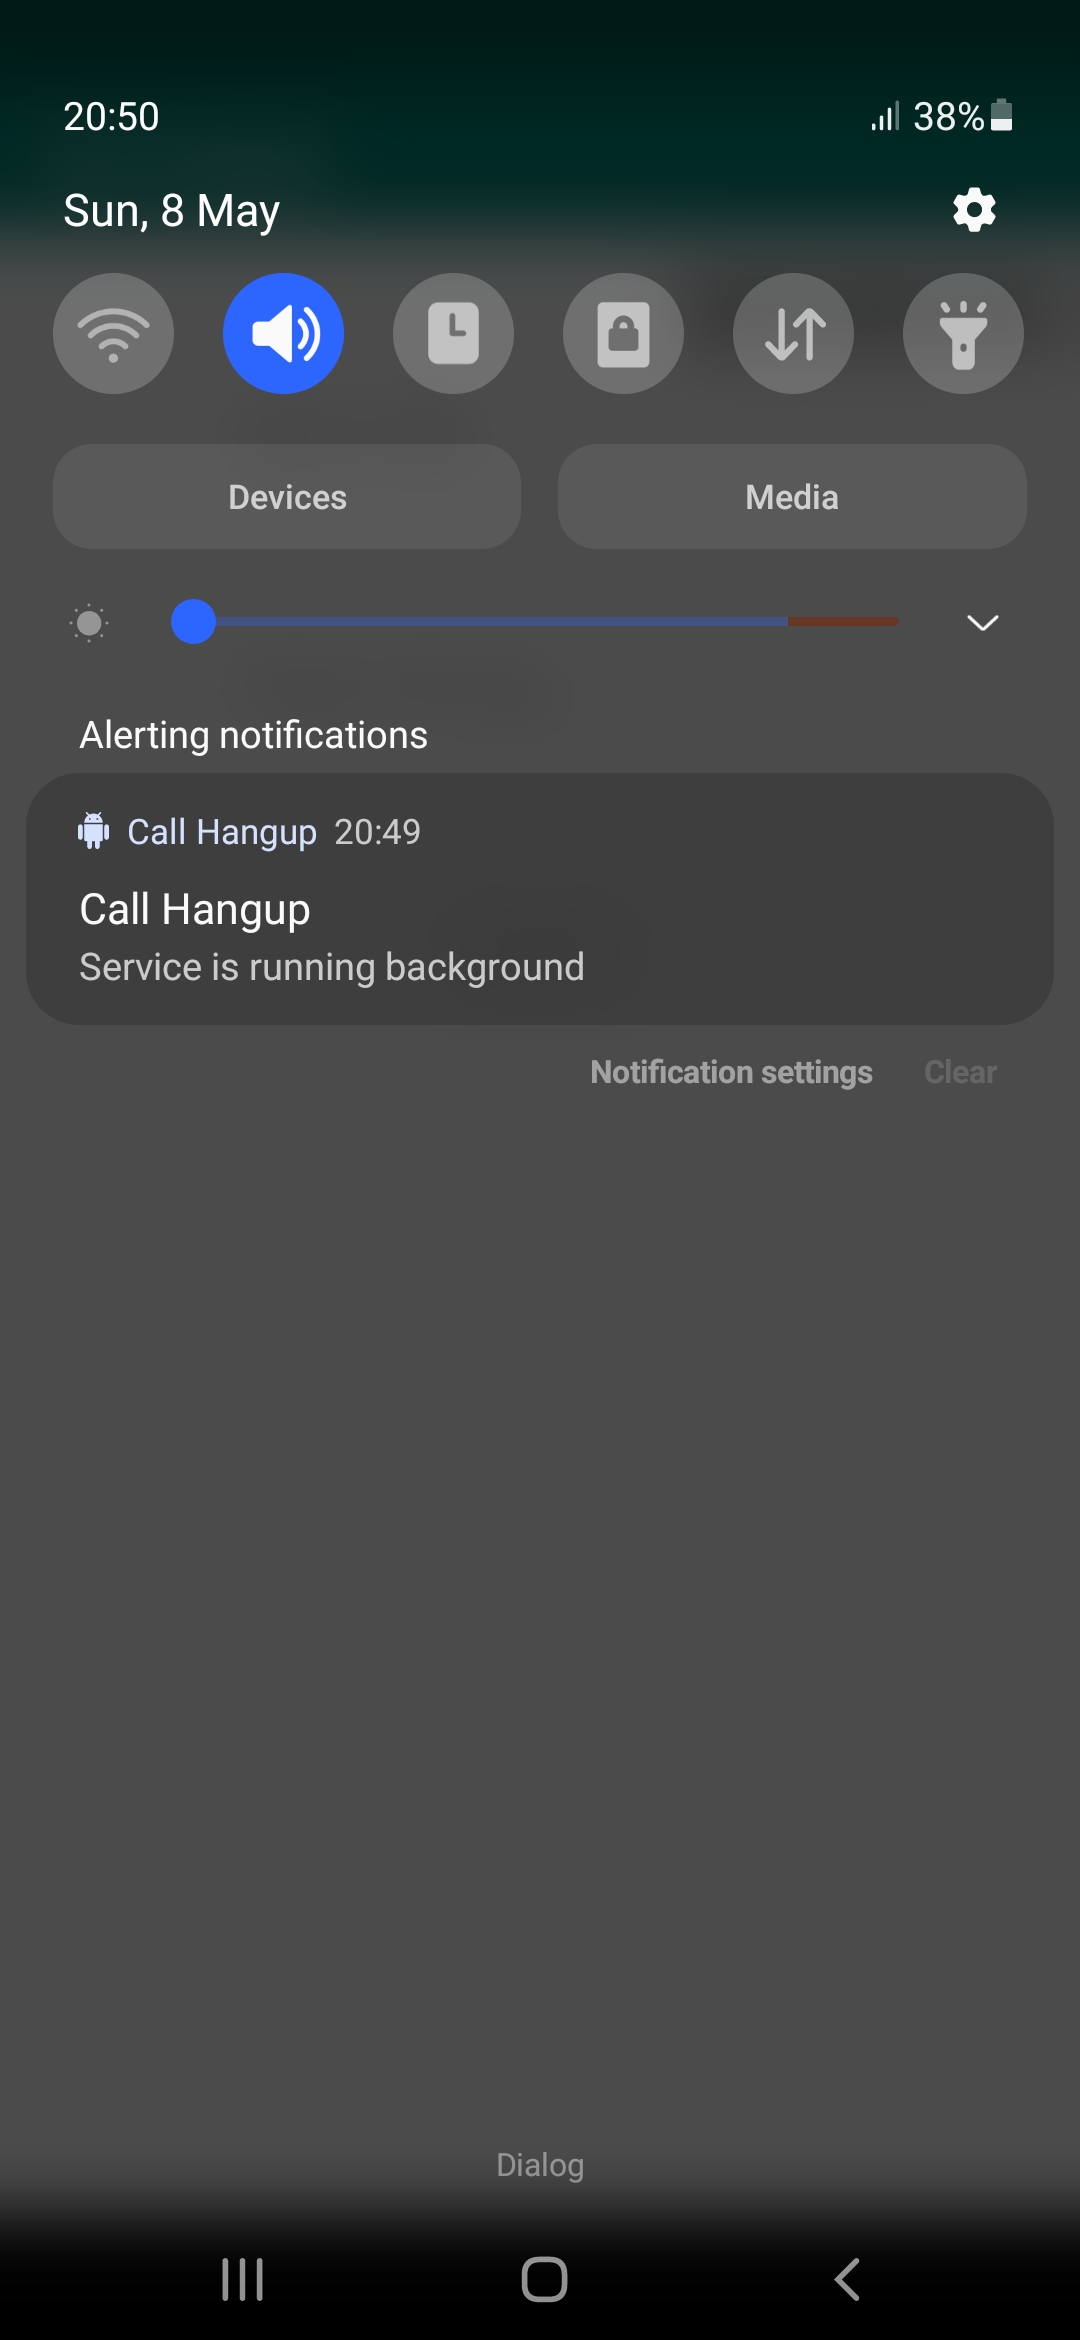 20:50 38%
Sun, 8 May
Devices Media
Alerting notifications
Call Hangup 20:49
Call Hangup
Service is running background
Notification settings Clear
Dialog